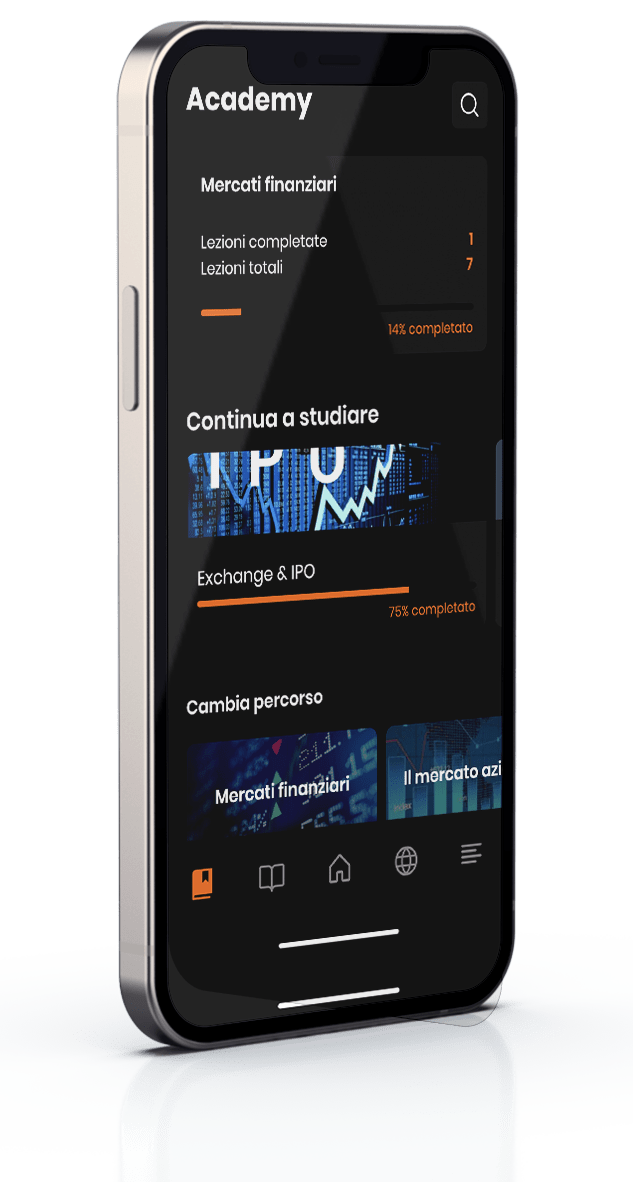 Academy
Mercati finanziari
Lezioni completate 1
Lezioni totali 7
14% completato
Continua a studiare
IPO
Exchange & IPO
75% completato
Cambia percorso
Mercati finanziari
Il mercato azi